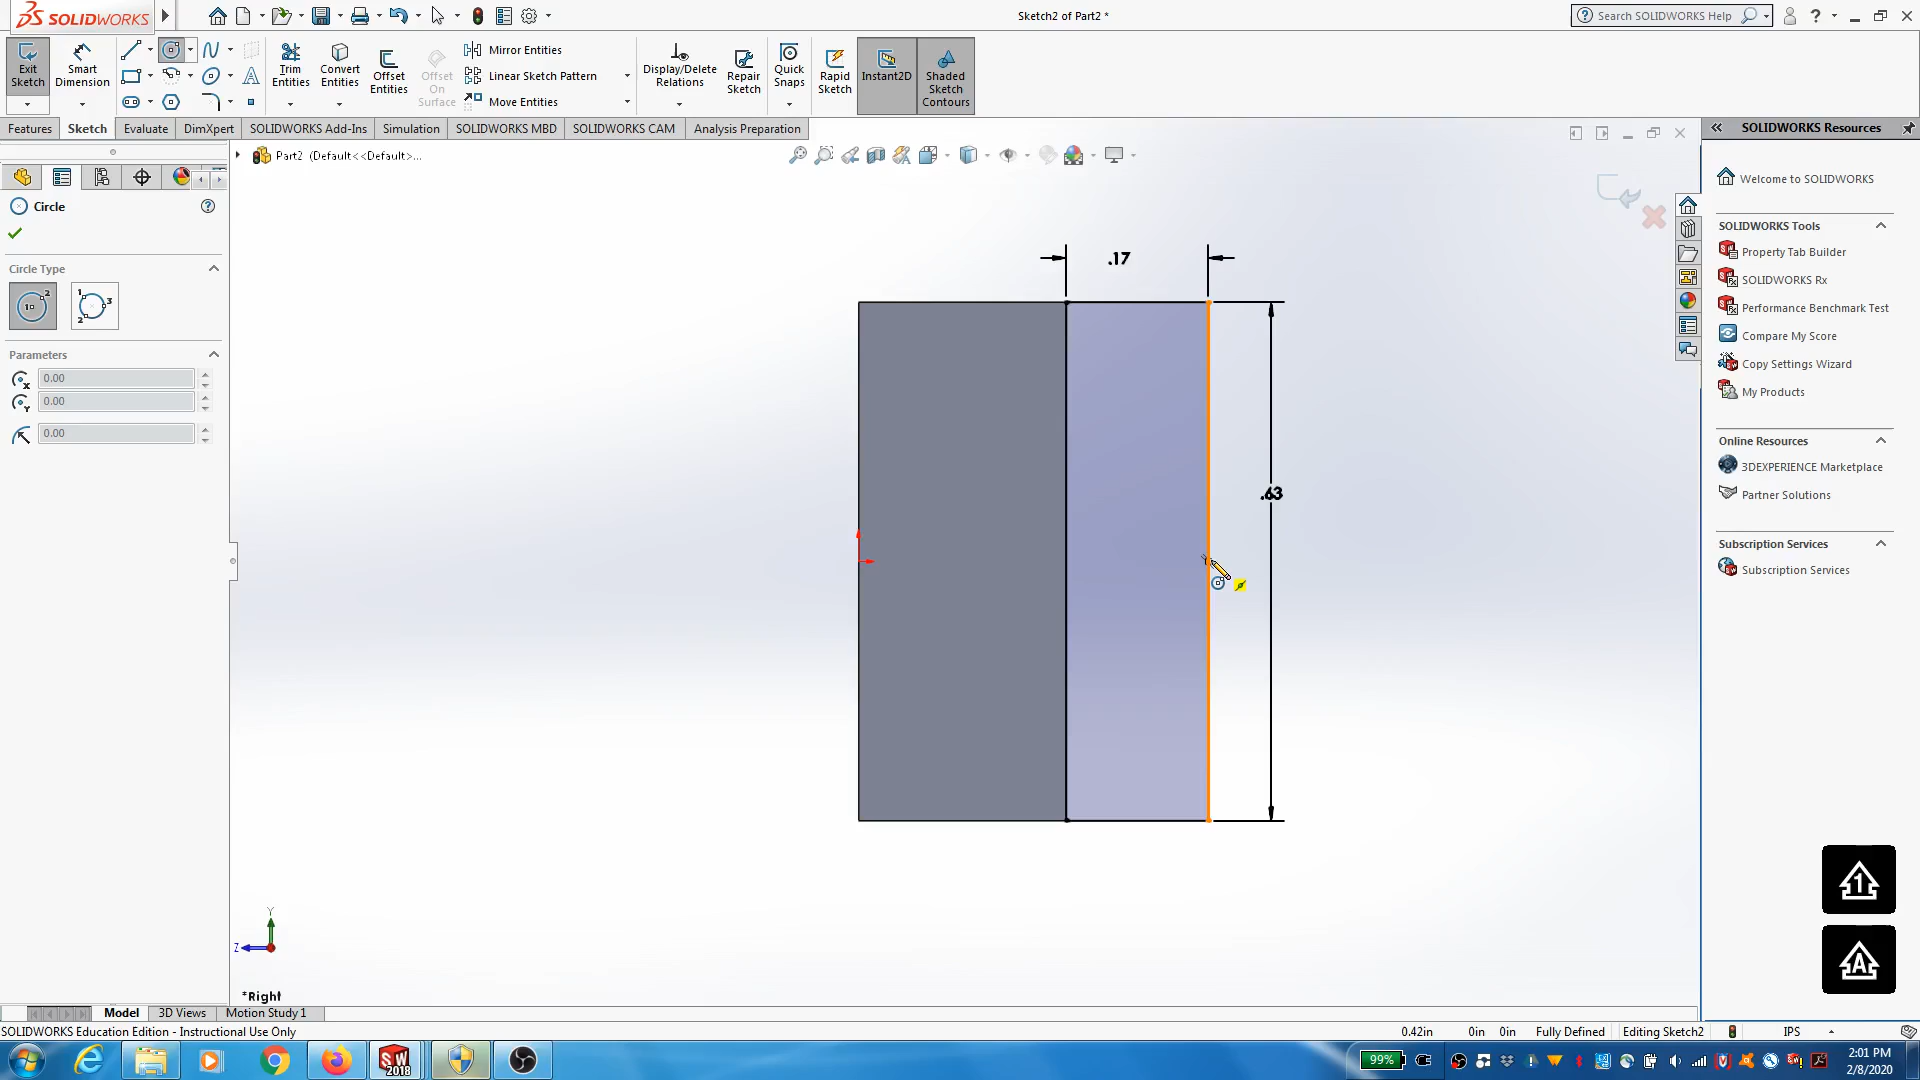 SOLIDWORKS
Sketch2 of Part2 *
Search SOLIDWORKS Help
Exit Sketch
Smart Dimension
Trim Entities
Convert Entities
Offset Entities
Offset On Surface
Mirror Entities
Linear Sketch Pattern
Move Entities
Display/Delete Relations
Repair Sketch
Quick Snaps
Rapid Sketch
Instant2D
Shaded Sketch Contours
Features
Sketch
Evaluate
DimXpert
SOLIDWORKS Add-Ins
Simulation
SOLIDWORKS MBD
SOLIDWORKS CAM
Analysis Preparation
Part2 (Default<<Default>...
Circle
Circle Type
Parameters
0.00
0.00
0.00
.17
.63
Y
Z
*Right
SOLIDWORKS Resources
Welcome to SOLIDWORKS
SOLIDWORKS Tools
Property Tab Builder
SOLIDWORKS Rx
Performance Benchmark Test
Compare My Score
Copy Settings Wizard
My Products
Online Resources
3DEXPERIENCE Marketplace
Partner Solutions
Subscription Services
Subscription Services
1
A
Model
3D Views
Motion Study 1
SOLIDWORKS Education Edition - Instructional Use Only
0.42in
0in
0in
Fully Defined
Editing Sketch2
IPS
SW 2018
99%
2:01 PM
2/8/2020